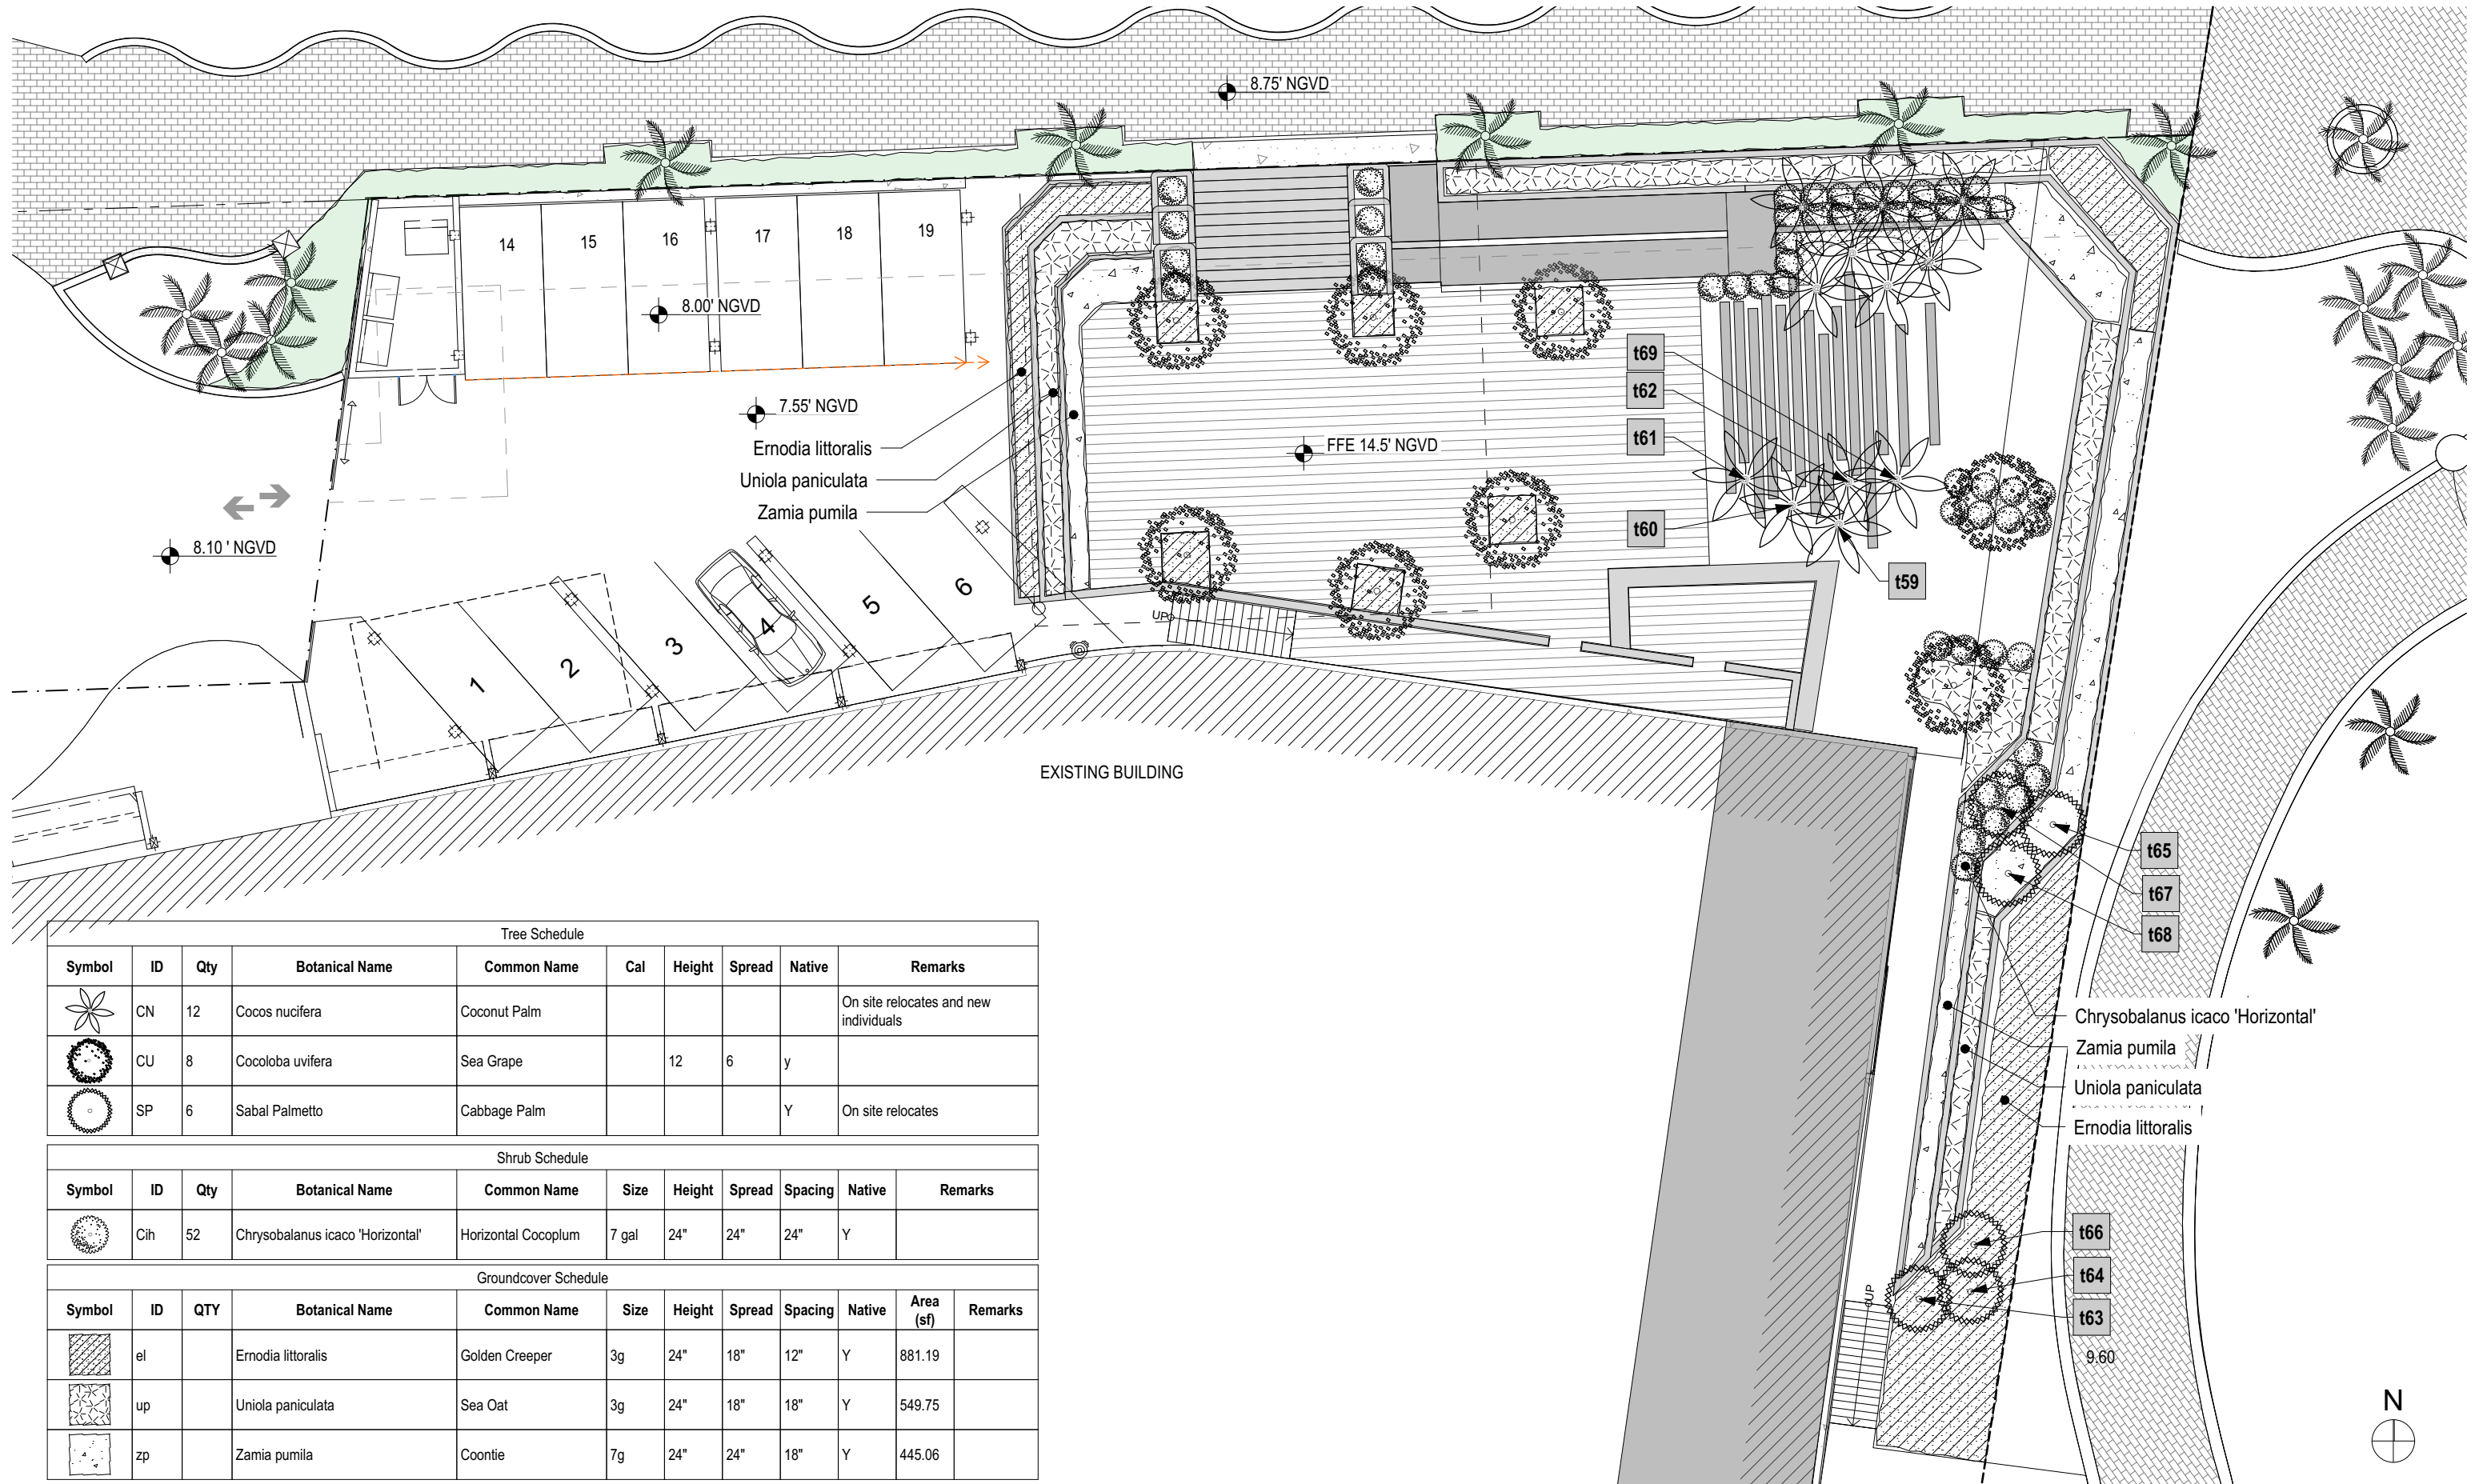 8.75' NGVD
14
15
16
17
18
19
8.00' NGVD
7.55' NGVD
Ernodia littoralis
Uniola paniculata
Zamia pumila
FFE 14.5' NGVD
t69
t62
t61
t60
t59
8.10 ' NGVD
1
2
3
4
5
6
UP
EXISTING BUILDING
t65
t67
t68
Chrysobalanus icaco 'Horizontal'
Zamia pumila
Uniola paniculata
Ernodia littoralis
t66
t64
t63
9.60
UP
N
Tree Schedule
Symbol ID Qty Botanical Name Common Name Cal Height Spread Native Remarks
CN 12 Cocos nucifera Coconut Palm On site relocates and new
individuals
CU 8 Cocoloba uvifera Sea Grape 12 6 y
SP 6 Sabal Palmetto Cabbage Palm Y On site relocates
Shrub Schedule
Symbol ID Qty Botanical Name Common Name Size Height Spread Spacing Native Remarks
Cih 52 Chrysobalanus icaco 'Horizontal' Horizontal Cocoplum 7 gal 24" 24" 24" Y
Groundcover Schedule
Symbol ID QTY Botanical Name Common Name Size Height Spread Spacing Native Area (sf) Remarks
el Ernodia littoralis Golden Creeper 3g 24" 18" 12" Y 881.19
up Uniola paniculata Sea Oat 3g 24" 18" 18" Y 549.75
zp Zamia pumila Coontie 7g 24" 24" 18" Y 445.06